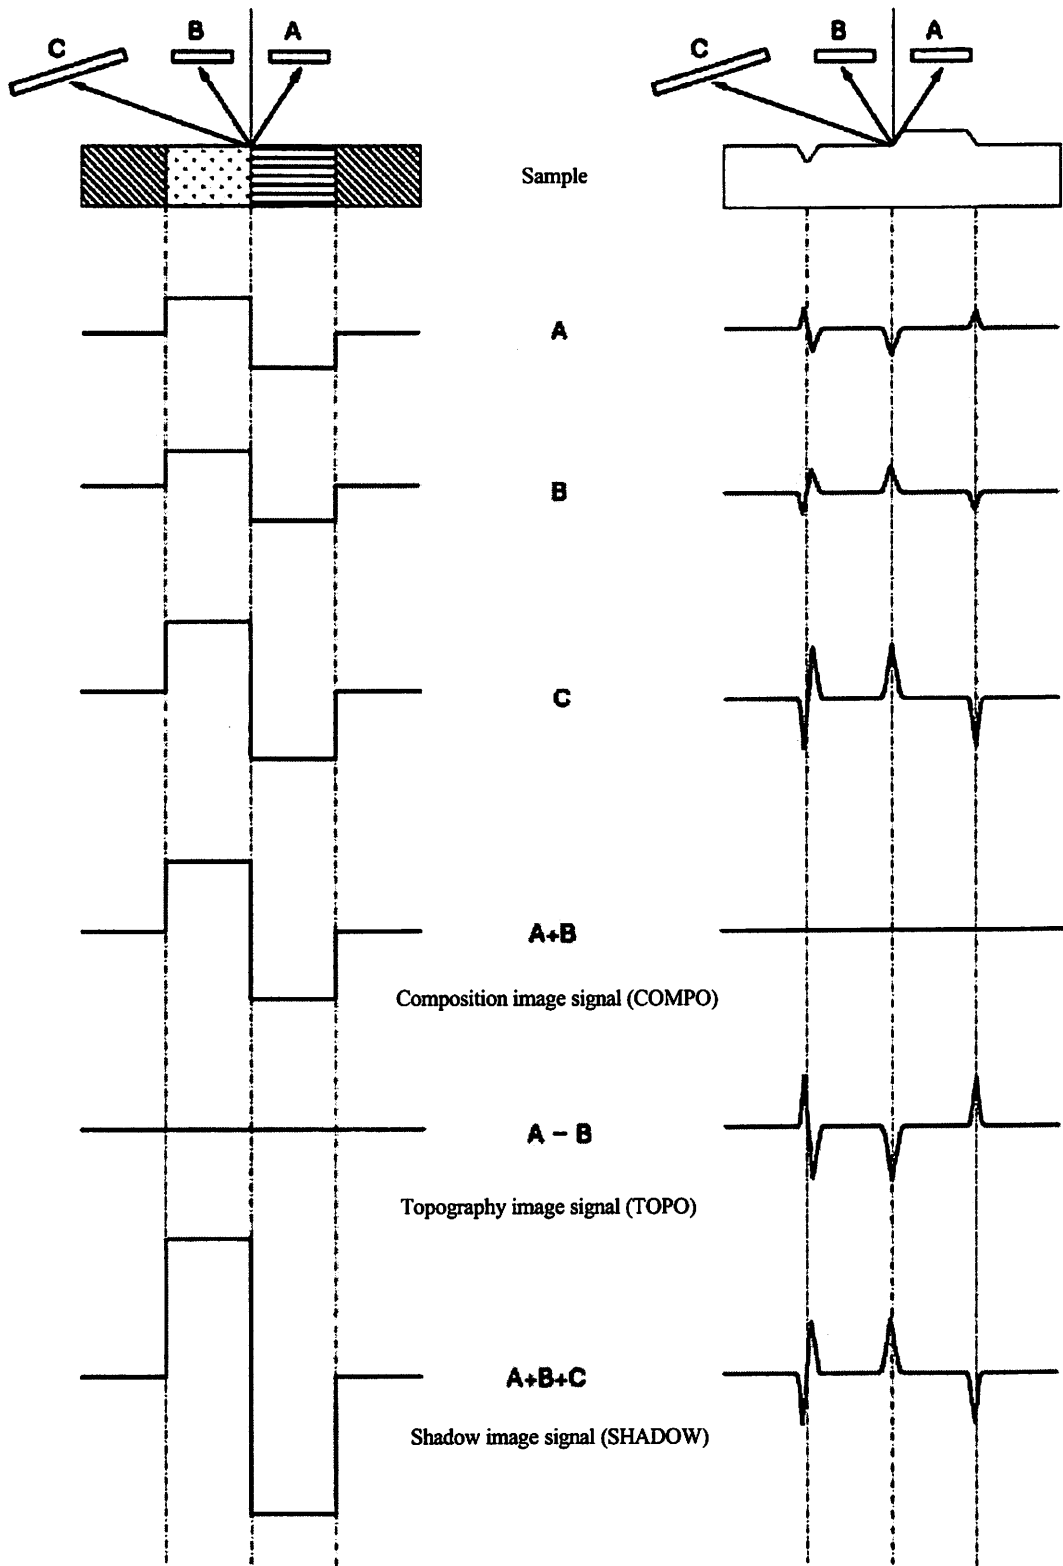 C B A
C B A
Sample
A
B
C
A+B
Composition image signal (COMPO)
A – B
Topography image signal (TOPO)
A+B+C
Shadow image signal (SHADOW)